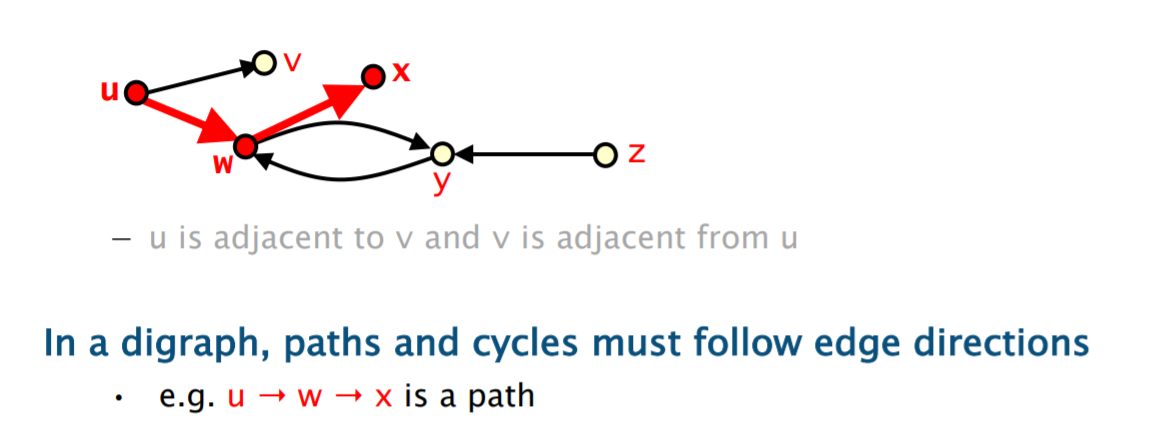 v
x
u
w
z
y
– u is adjacent to v and v is adjacent from u
In a digraph, paths and cycles must follow edge directions
• e.g. u → w → x is a path